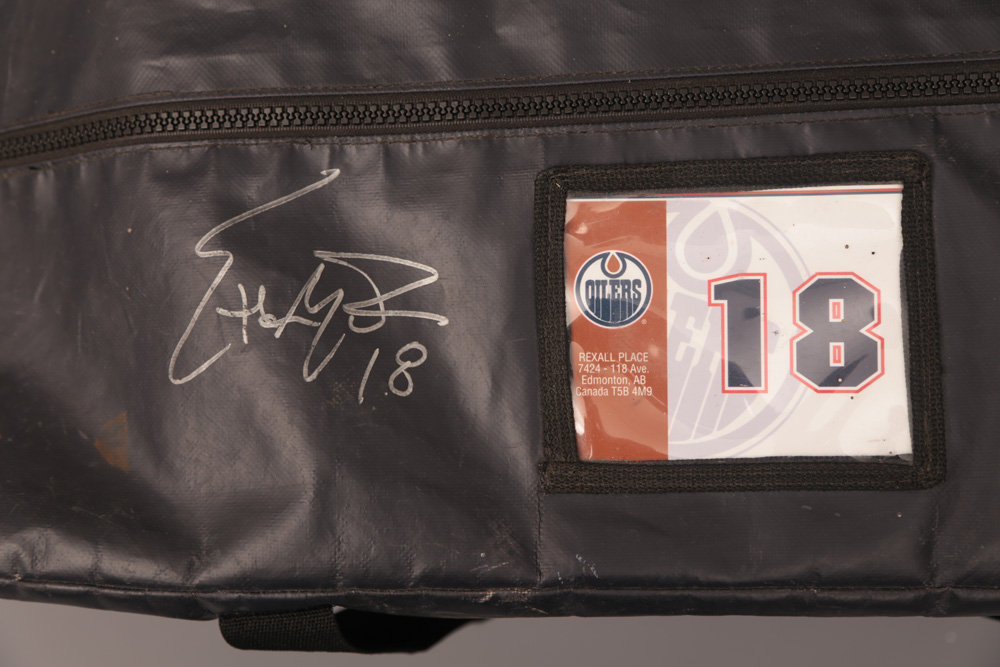 18
OILERS
18
REXALL PLACE
7424 - 118 Ave.
Edmonton, AB
Canada T5B 4M9